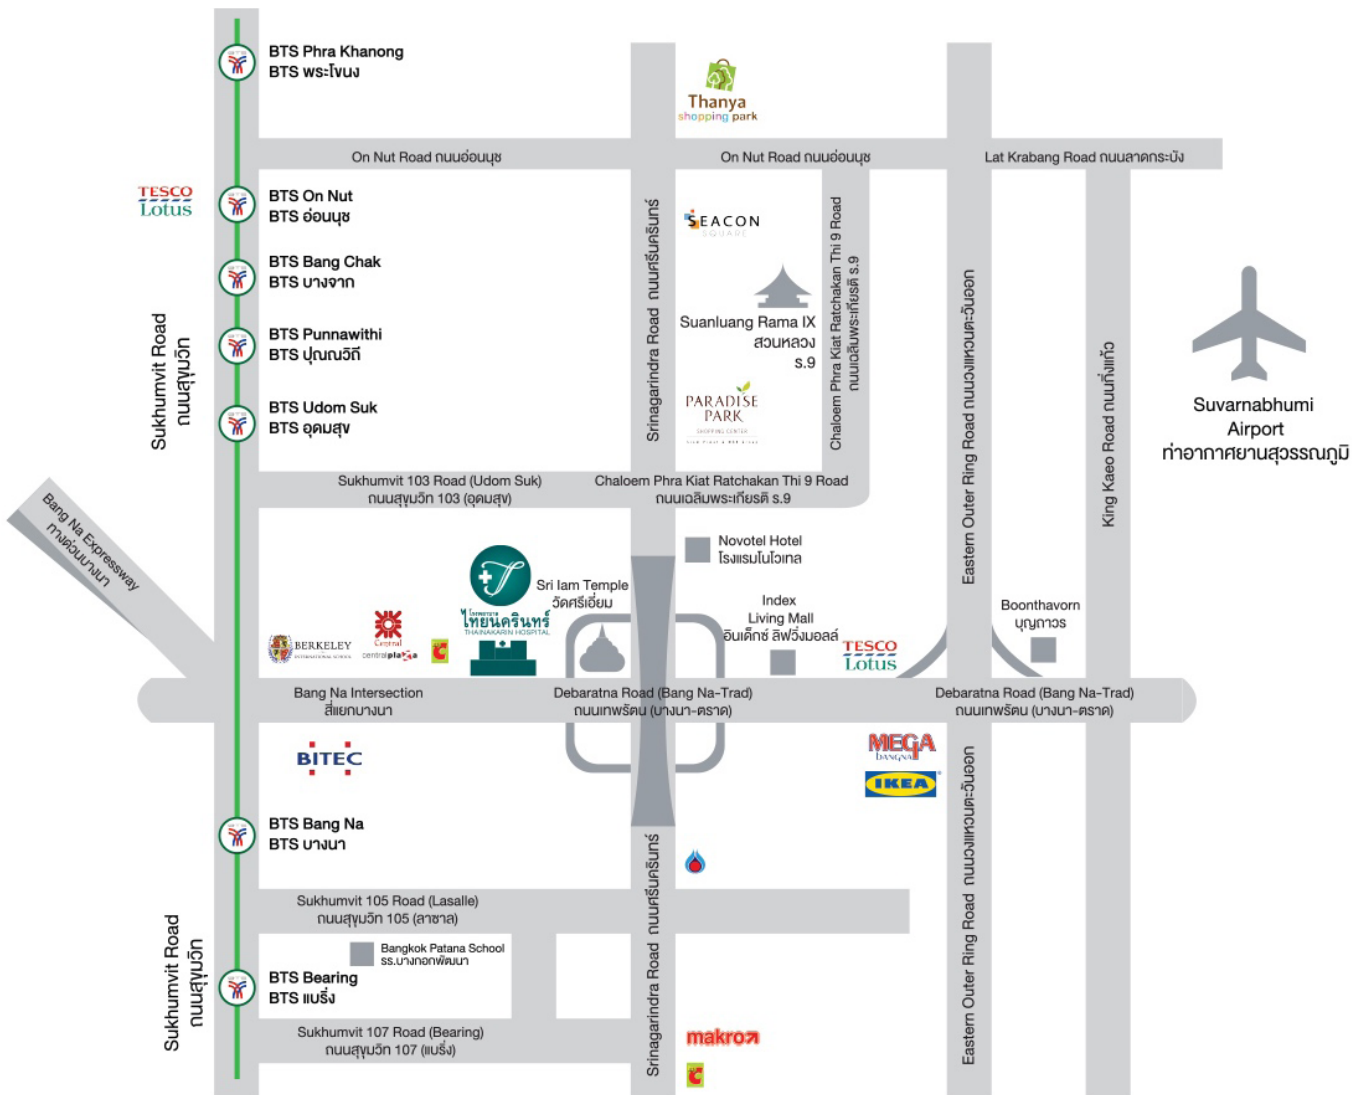 BTS Phra Khanong
BTS พระโขนง
Thanya
shopping park
On Nut Road ถนนอ่อนนุช
On Nut Road ถนนอ่อนนุช
Lat Krabang Road ถนนลาดกระบัง
TESCO
Lotus
BTS On Nut
BTS อ่อนนุช
SEACON
SQUARE
BTS Bang Chak
BTS บางจาก
Sukhumvit Road
ถนนสุขุมวิท
BTS Punnawithi
BTS ปุณณวิถี
BTS Udom Suk
BTS อุดมสุข
Srinagarindra Road ถนนศรีนครินทร์
Suanluang Rama IX
สวนหลวง
ร.9
PARADISE
PARK
SHOPPING CENTER
Chaloem Phra Kiat Ratchakan Thi 9 Road
ถนนเฉลิมพระเกียรติ ร.9
Eastern Outer Ring Road ถนนวงแหวนตะวันออก
King Kaeo Road ถนนกิ่งแก้ว
Suvarnabhumi
Airport
ท่าอากาศยานสุวรรณภูมิ
Sukhumvit 103 Road (Udom Suk)
ถนนสุขุมวิท 103 (อุดมสุข)
Chaloem Phra Kiat Ratchakan Thi 9 Road
ถนนเฉลิมพระเกียรติ ร.9
Bang Na Expressway
ทางด่วนบางนา
Novotel Hotel
โรงแรมโนโวเทล
Sri Iam Temple
วัดศรีเอี่ยม
โรงพยาบาล
ไทยนครินทร์
THAINAKARIN HOSPITAL
BERKELEY
INTERNATIONAL SCHOOL
Central
centralplaza
Index
Living Mall
อินเด็กซ์ ลิฟวิ่งมอลล์
TESCO
Lotus
Boonthavorn
บุญถาวร
Bang Na Intersection
สี่แยกบางนา
Debaratna Road (Bang Na-Trad)
ถนนเทพรัตน (บางนา-ตราด)
Debaratna Road (Bang Na-Trad)
ถนนเทพรัตน (บางนา-ตราด)
BITEC
MEGA
BANGNA
IKEA
BTS Bang Na
BTS บางนา
Sukhumvit 105 Road (Lasalle)
ถนนสุขุมวิท 105 (ลาซาล)
Bangkok Patana School
รร.บางกอกพัฒนา
Sukhumvit Road
ถนนสุขุมวิท
BTS Bearing
BTS แบริ่ง
Srinagarindra Road ถนนศรีนครินทร์
Eastern Outer Ring Road ถนนวงแหวนตะวันออก
Sukhumvit 107 Road (Bearing)
ถนนสุขุมวิท 107 (แบริ่ง)
makro